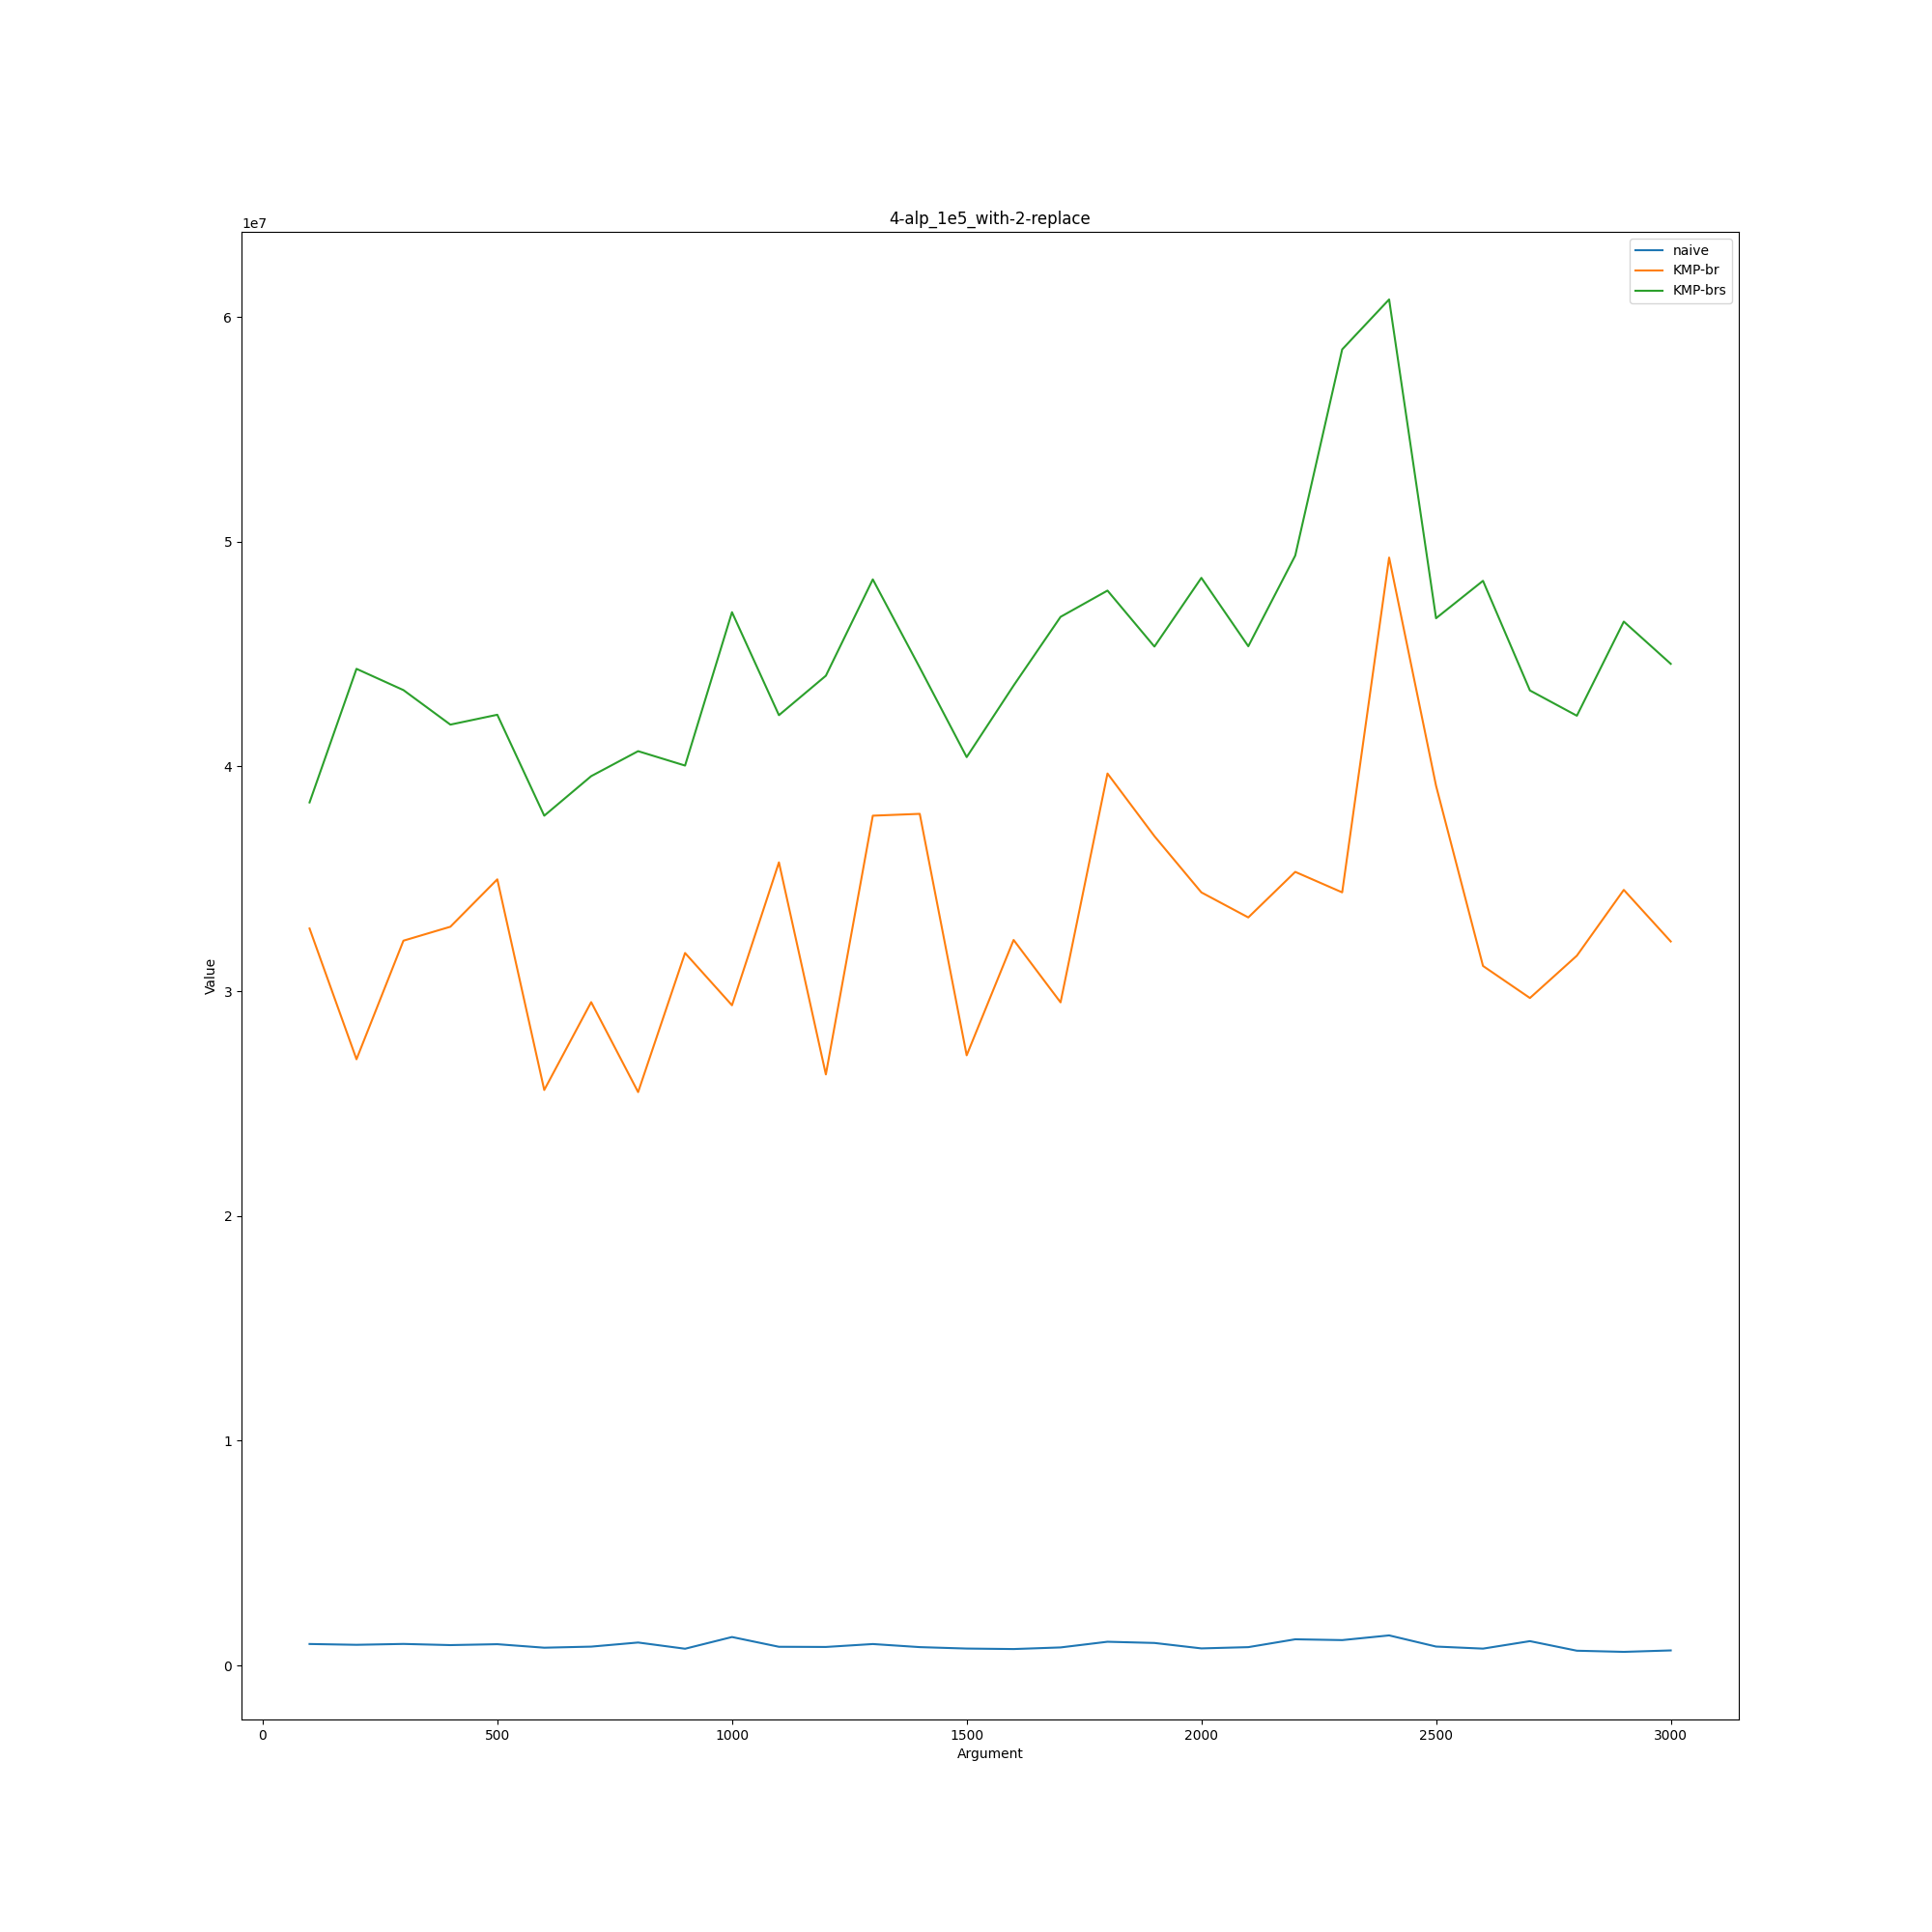 4-alp_1e5_with-2-replace
1e7
naive
KMP-br
KMP-brs
6
5
4
3
2
1
0
Value
0 500 1000 1500 2000 2500 3000
Argument